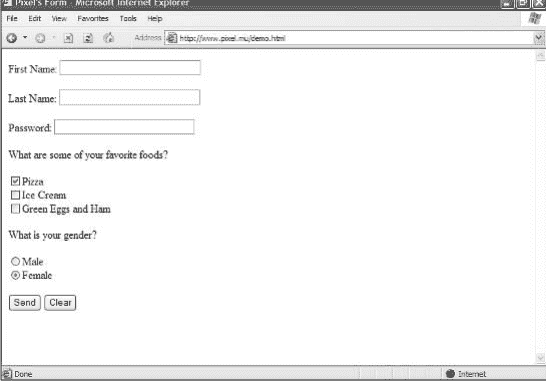 Pixel's Form - Microsoft Internet Explorer
File Edit View Favorites Tools Help
Address http://www.pixel.mu/demo.html
First Name:
Last Name:
Password:
What are some of your favorite foods?
Pizza
Ice Cream
Green Eggs and Ham
What is your gender?
Male
Female
Send Clear
Done Internet